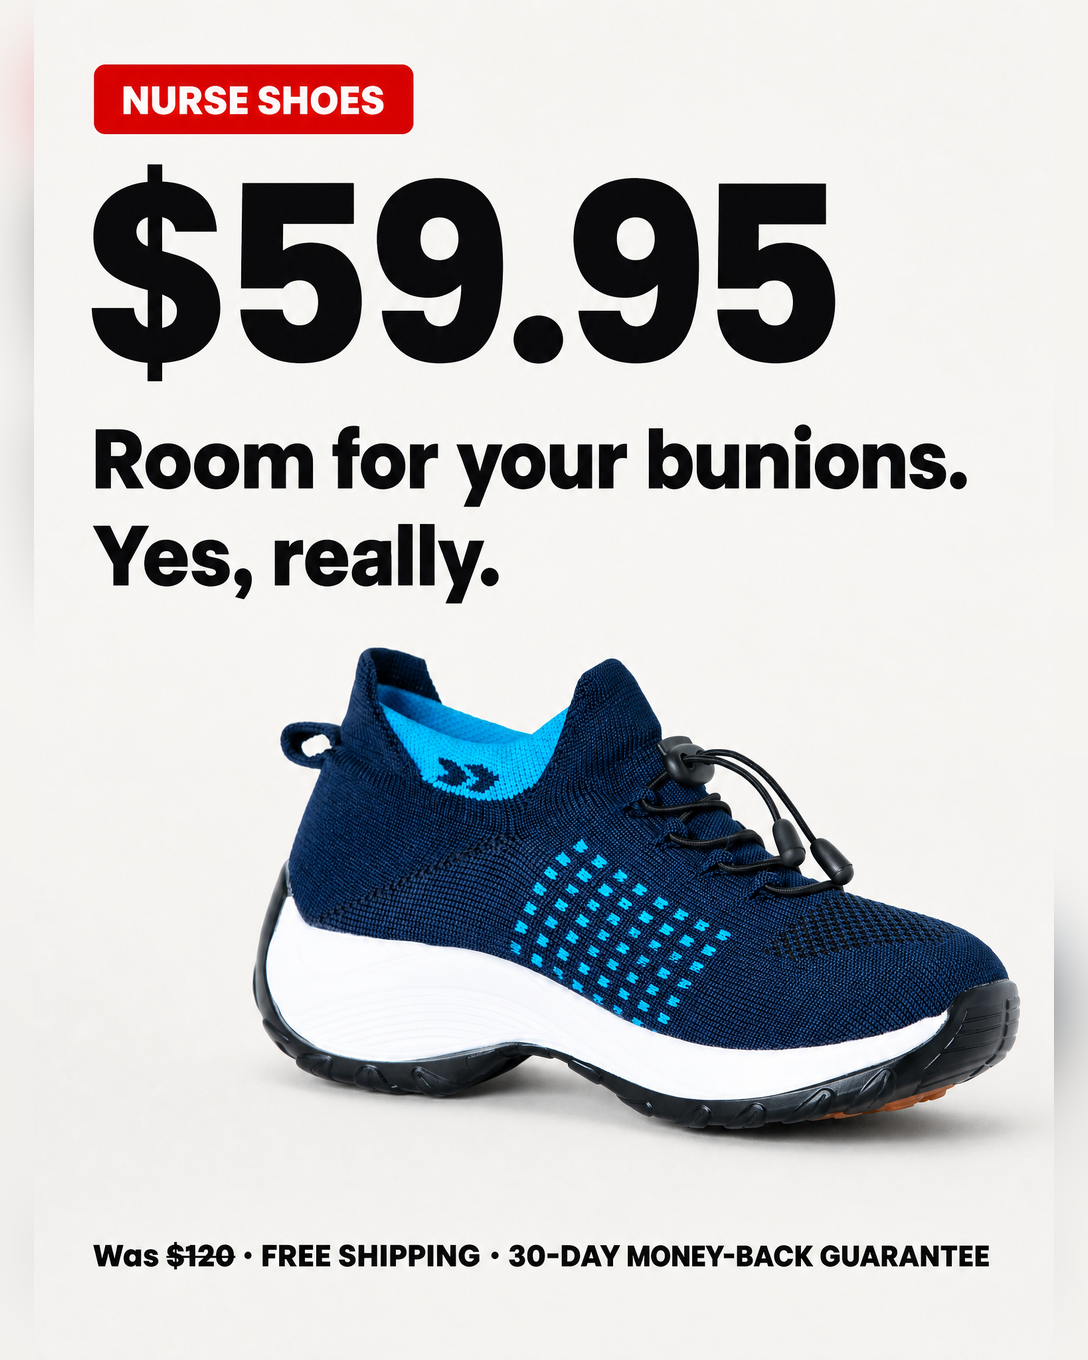 NURSE SHOES
$59.95
Room for your bunions.
Yes, really.
Was $120 • FREE SHIPPING • 30-DAY MONEY-BACK GUARANTEE